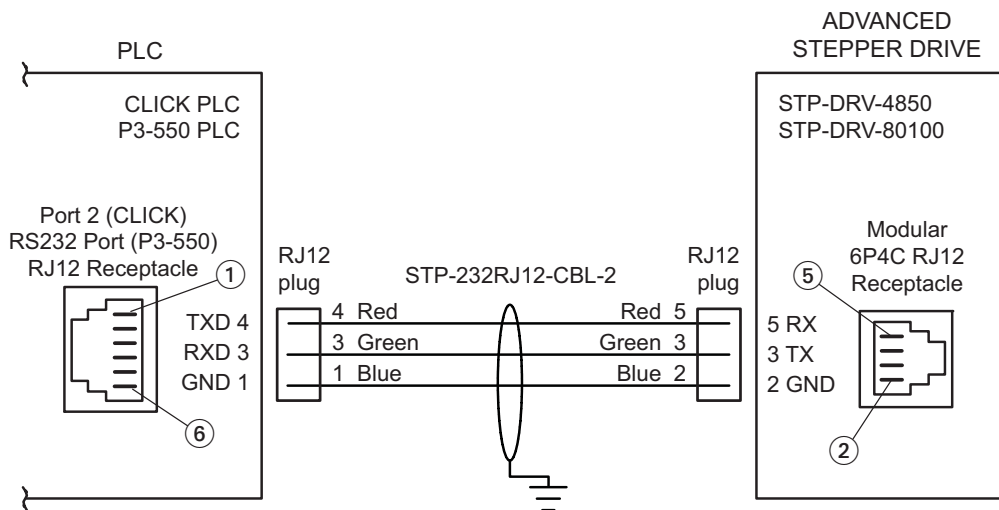 PLC
CLICK PLC
P3-550 PLC
Port 2 (CLICK)
RS232 Port (P3-550)
RJ12 Receptacle
1
6
TXD 4
RXD 3
GND 1
RJ12
plug
STP-232RJ12-CBL-2
4 Red
3 Green
1 Blue
Red 5
Green 3
Blue 2
RJ12
plug
ADVANCED
STEPPER DRIVE
STP-DRV-4850
STP-DRV-80100
Modular
6P4C RJ12
Receptacle
5
5 RX
3 TX
2 GND
2